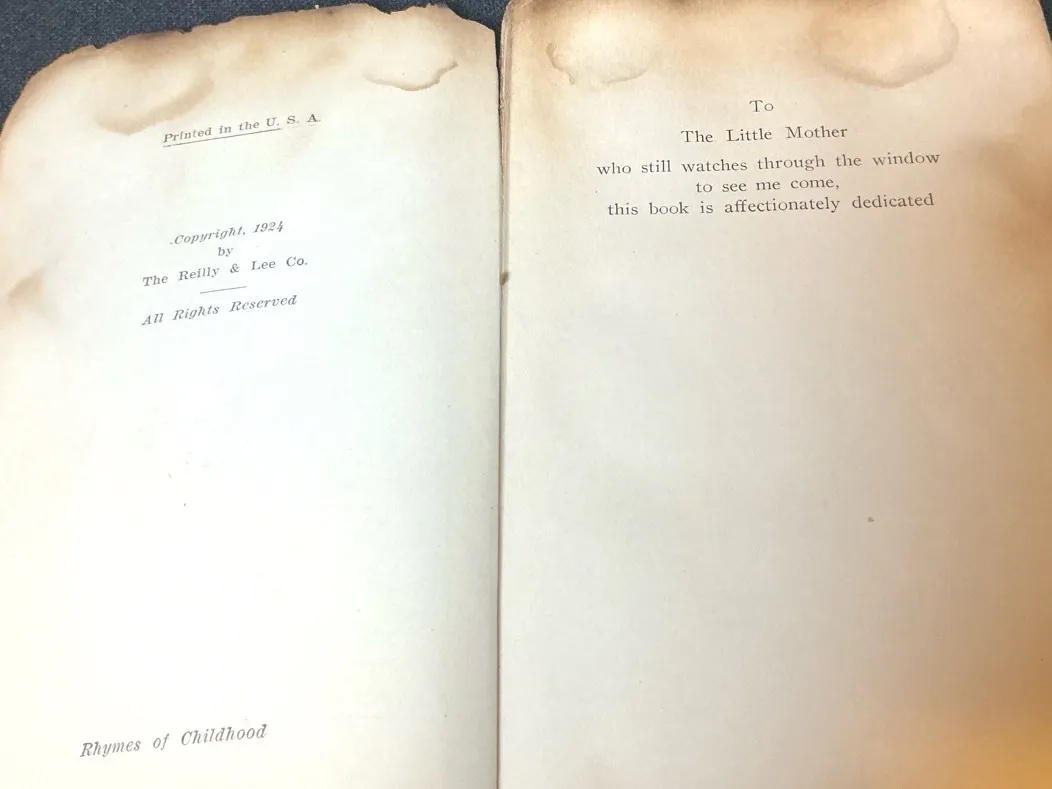 Printed in the U. S. A.
Copyright, 1924
by
The Reilly & Lee Co.
All Rights Reserved
Rhymes of Childhood
To
The Little Mother
who still watches through the window
to see me come,
this book is affectionately dedicated